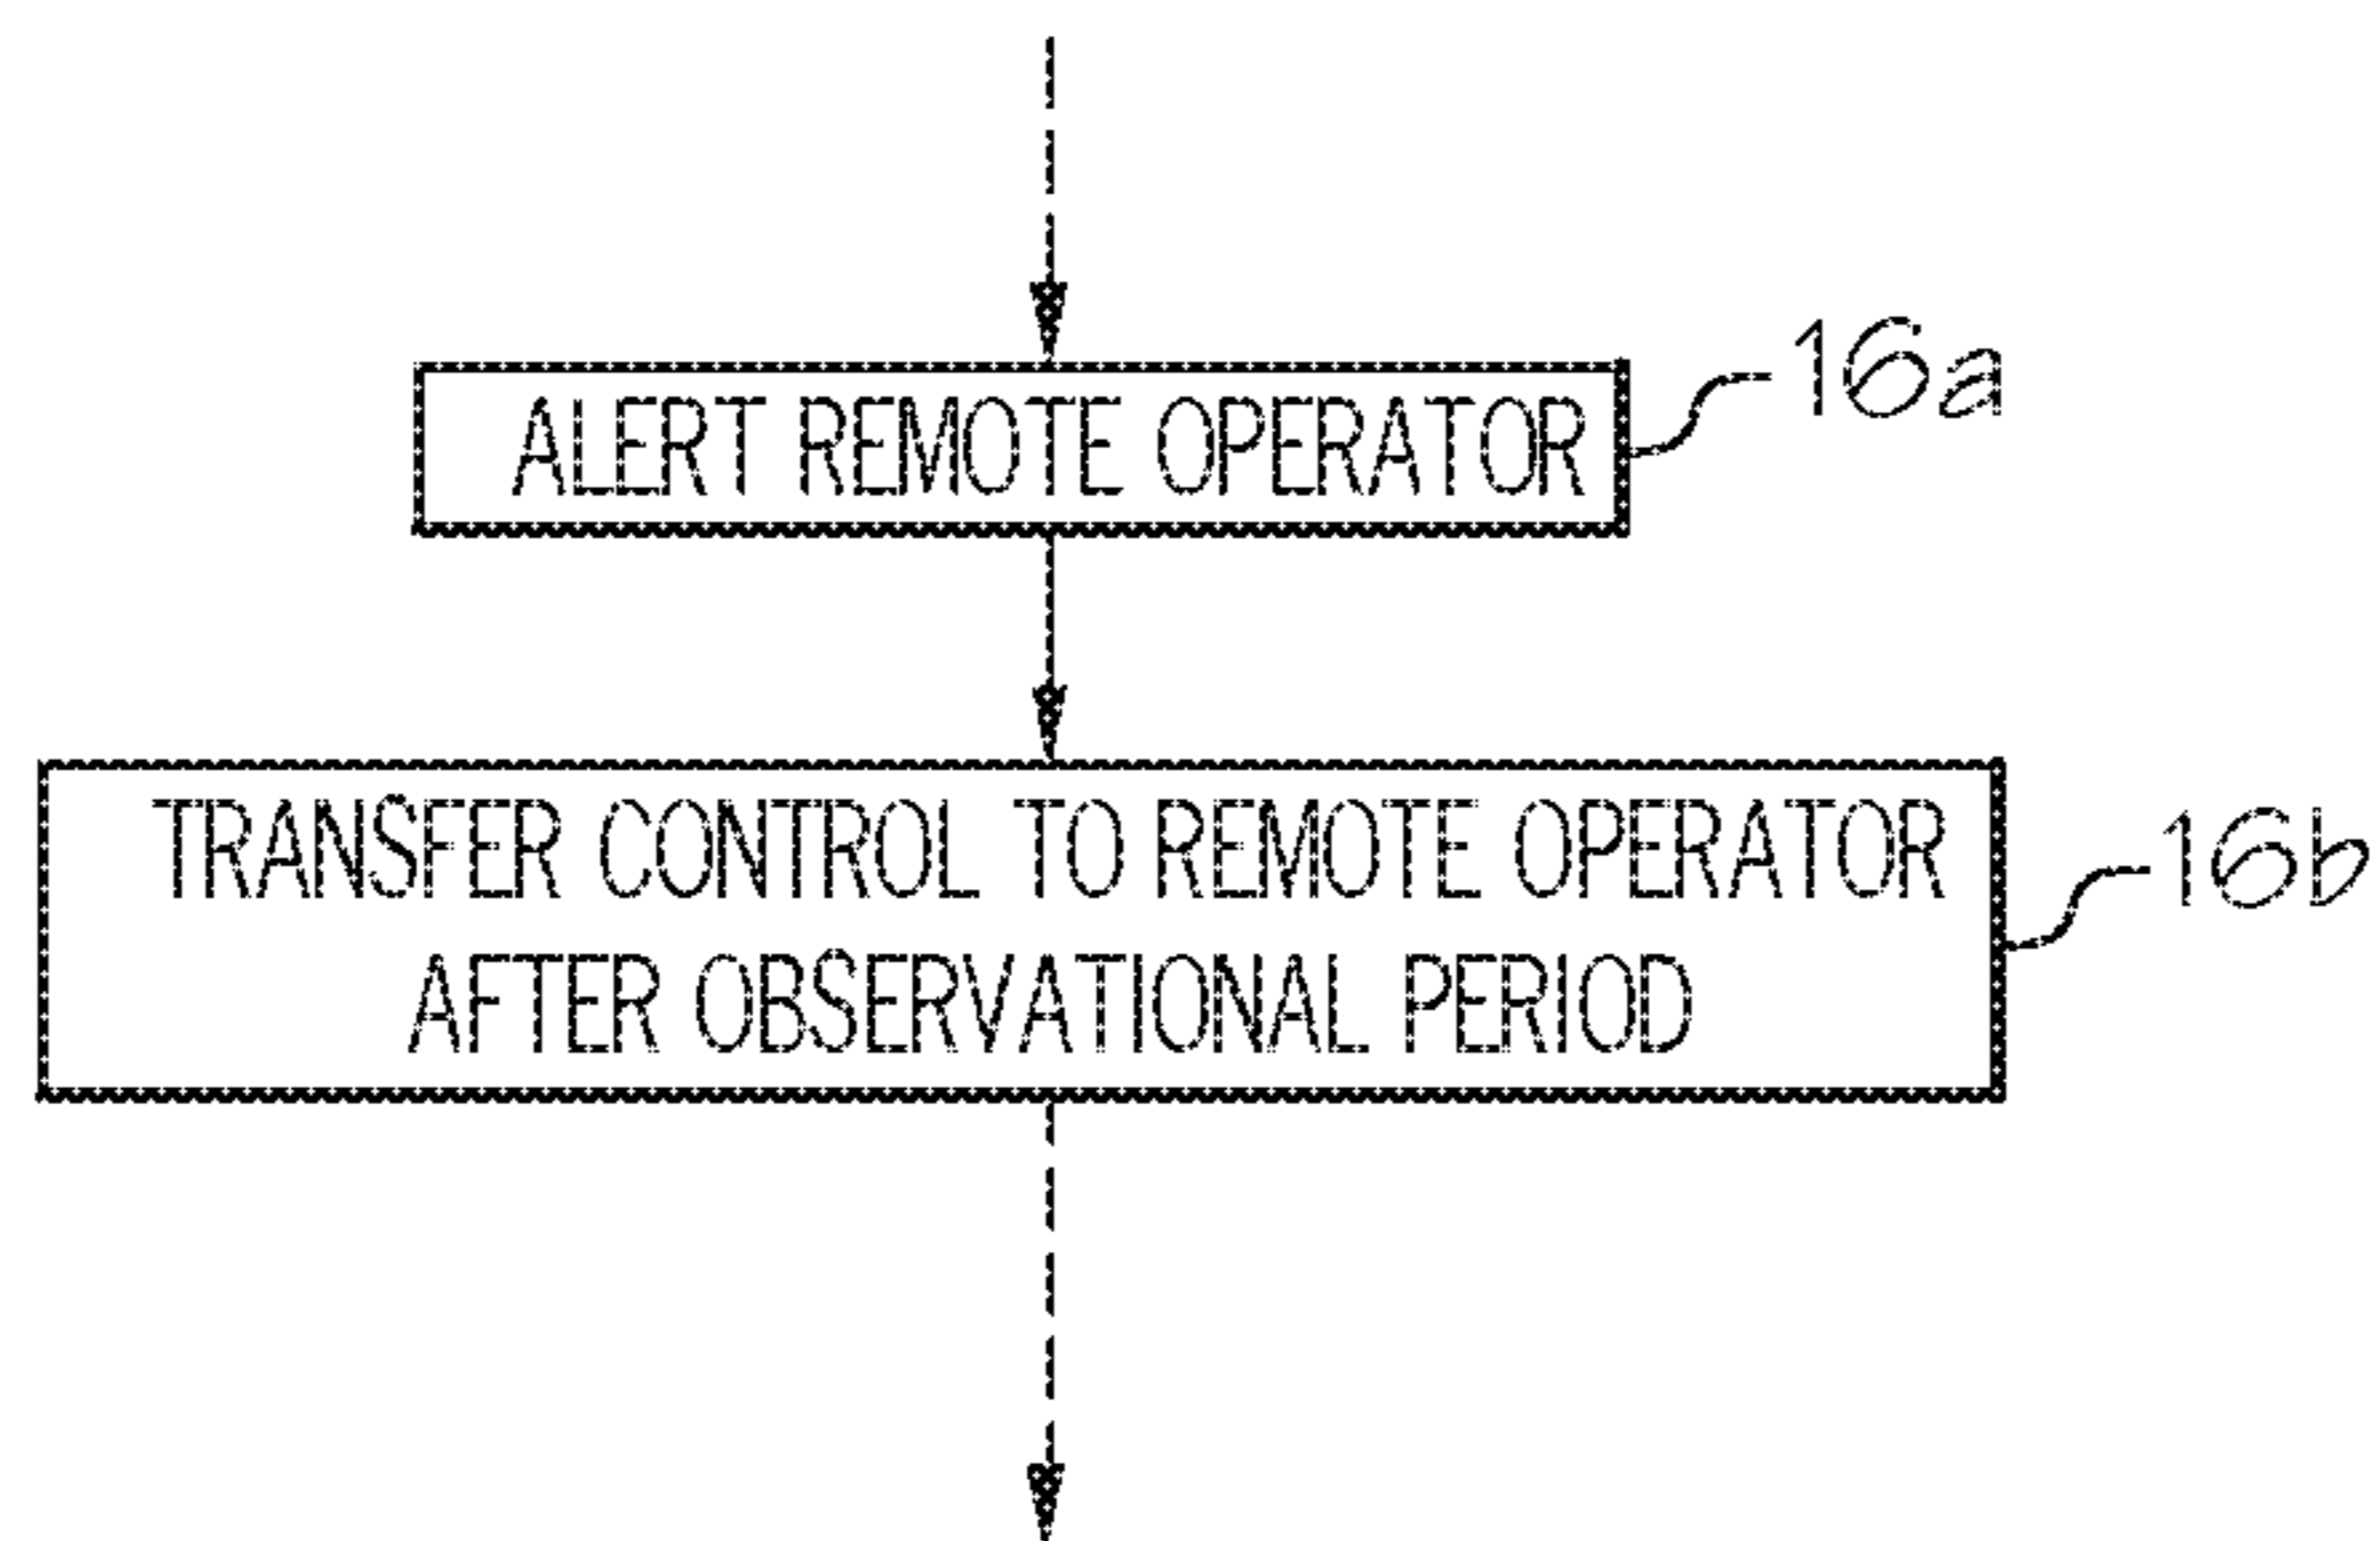 ALERT REMOTE OPERATOR
16a
TRANSFER CONTROL TO REMOTE OPERATOR
AFTER OBSERVATIONAL PERIOD
16b